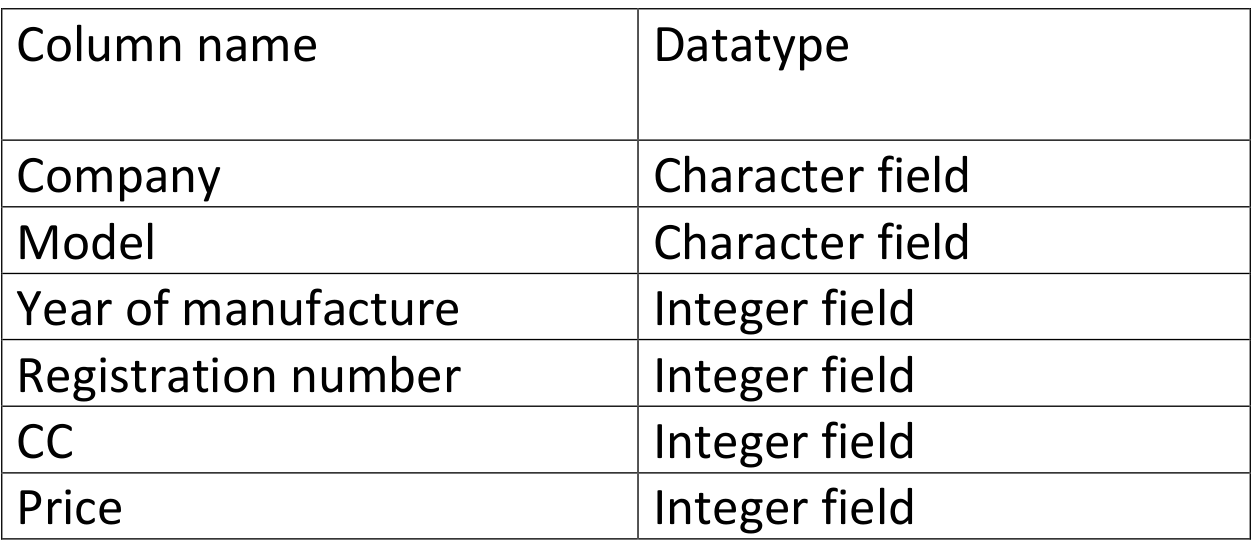 Column name Datatype
Company Character field
Model Character field
Year of manufacture Integer field
Registration number Integer field
CC Integer field
Price Integer field